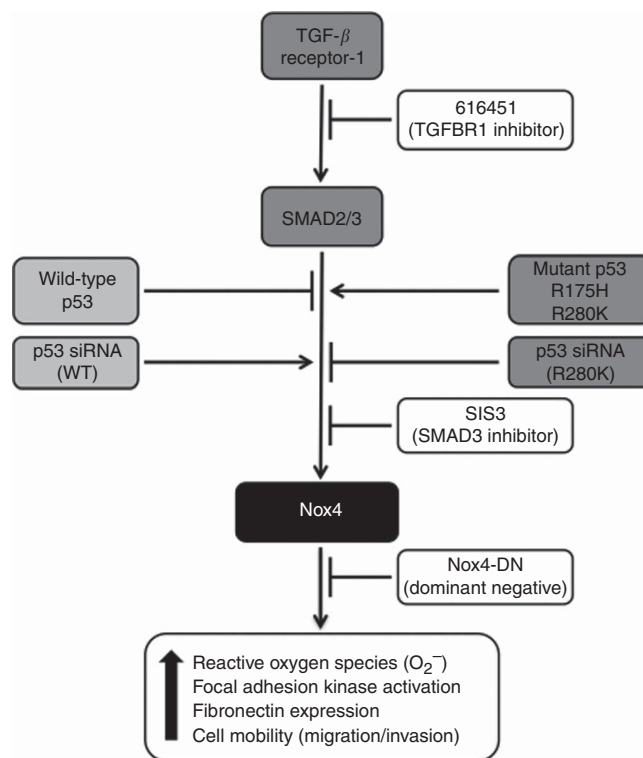 TGF-β
receptor-1
616451
(TGFBR1 inhibitor)
SMAD2/3
Wild-type
p53
Mutant p53
R175H
R280K
p53 siRNA
(WT)
p53 siRNA
(R280K)
SIS3
(SMAD3 inhibitor)
Nox4
Nox4-DN
(dominant negative)
Reactive oxygen species (O₂⁻)
Focal adhesion kinase activation
Fibronectin expression
Cell mobility (migration/invasion)